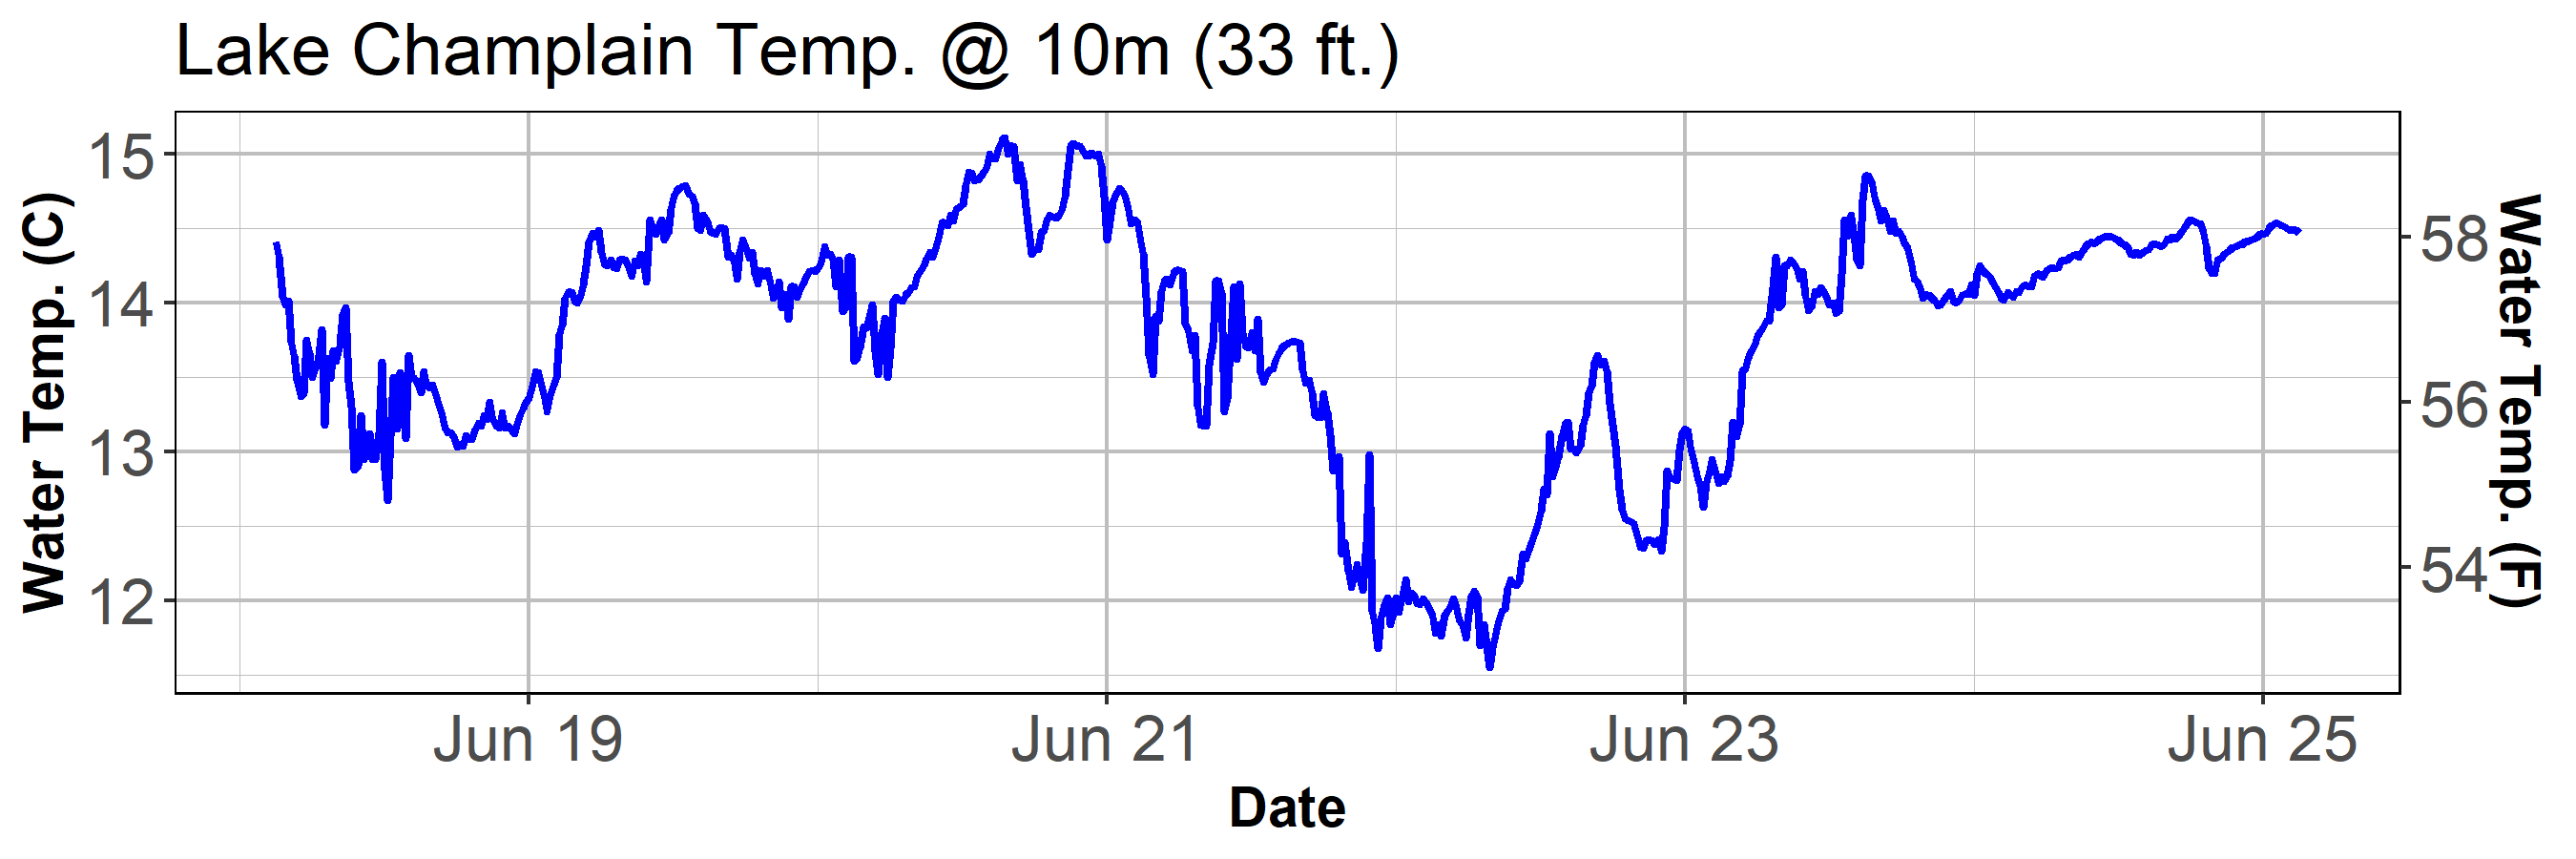 Lake Champlain Temp. @ 10m (33 ft.)
Water Temp. (C)
15
14
13
12
58
56
54
Water Temp. (F)
Jun 19 Jun 21 Jun 23 Jun 25
Date